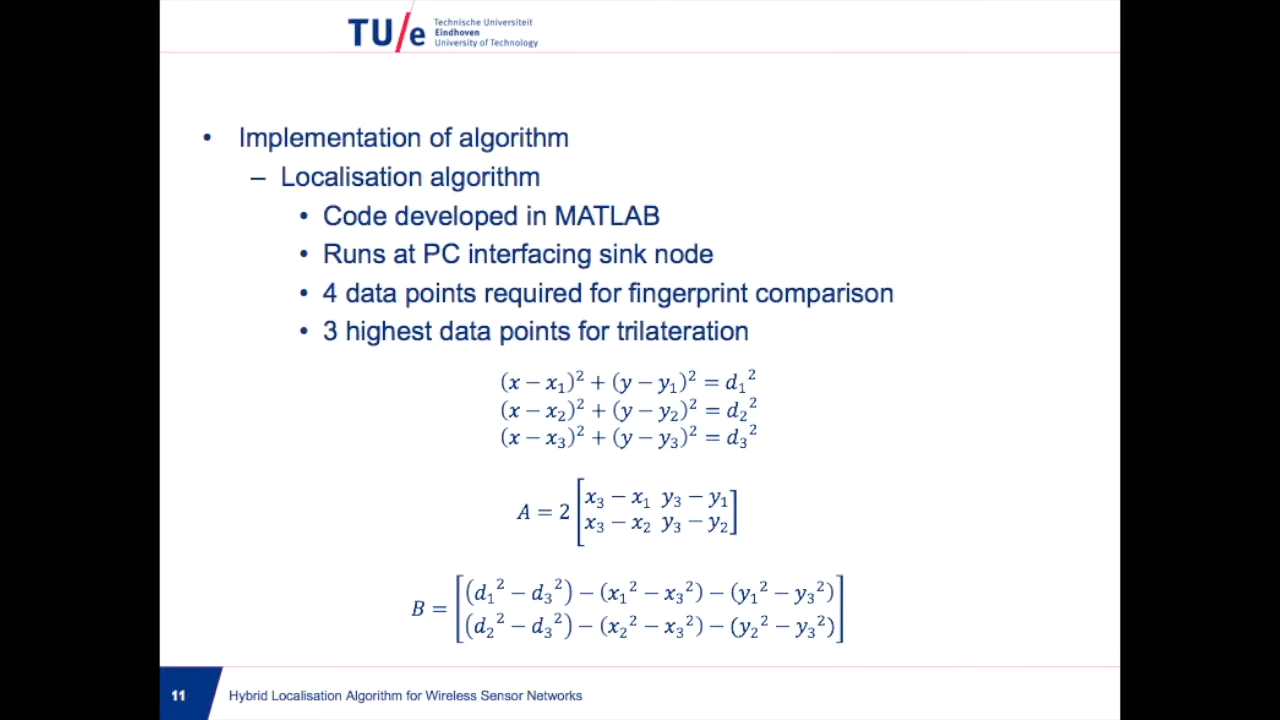 TU/e
Technische Universiteit
Eindhoven
University of Technology
• Implementation of algorithm
– Localisation algorithm
• Code developed in MATLAB
• Runs at PC interfacing sink node
• 4 data points required for fingerprint comparison
• 3 highest data points for trilateration
(x − x₁)² + (y − y₁)² = d₁²
(x − x₂)² + (y − y₂)² = d₂²
(x − x₃)² + (y − y₃)² = d₃²
A = 2 [x₃ − x₁ y₃ − y₁
x₃ − x₂ y₃ − y₂]
B = [(d₁² − d₃²) − (x₁² − x₃²) − (y₁² − y₃²)
(d₂² − d₃²) − (x₂² − x₃²) − (y₂² − y₃²)]
11 Hybrid Localisation Algorithm for Wireless Sensor Networks